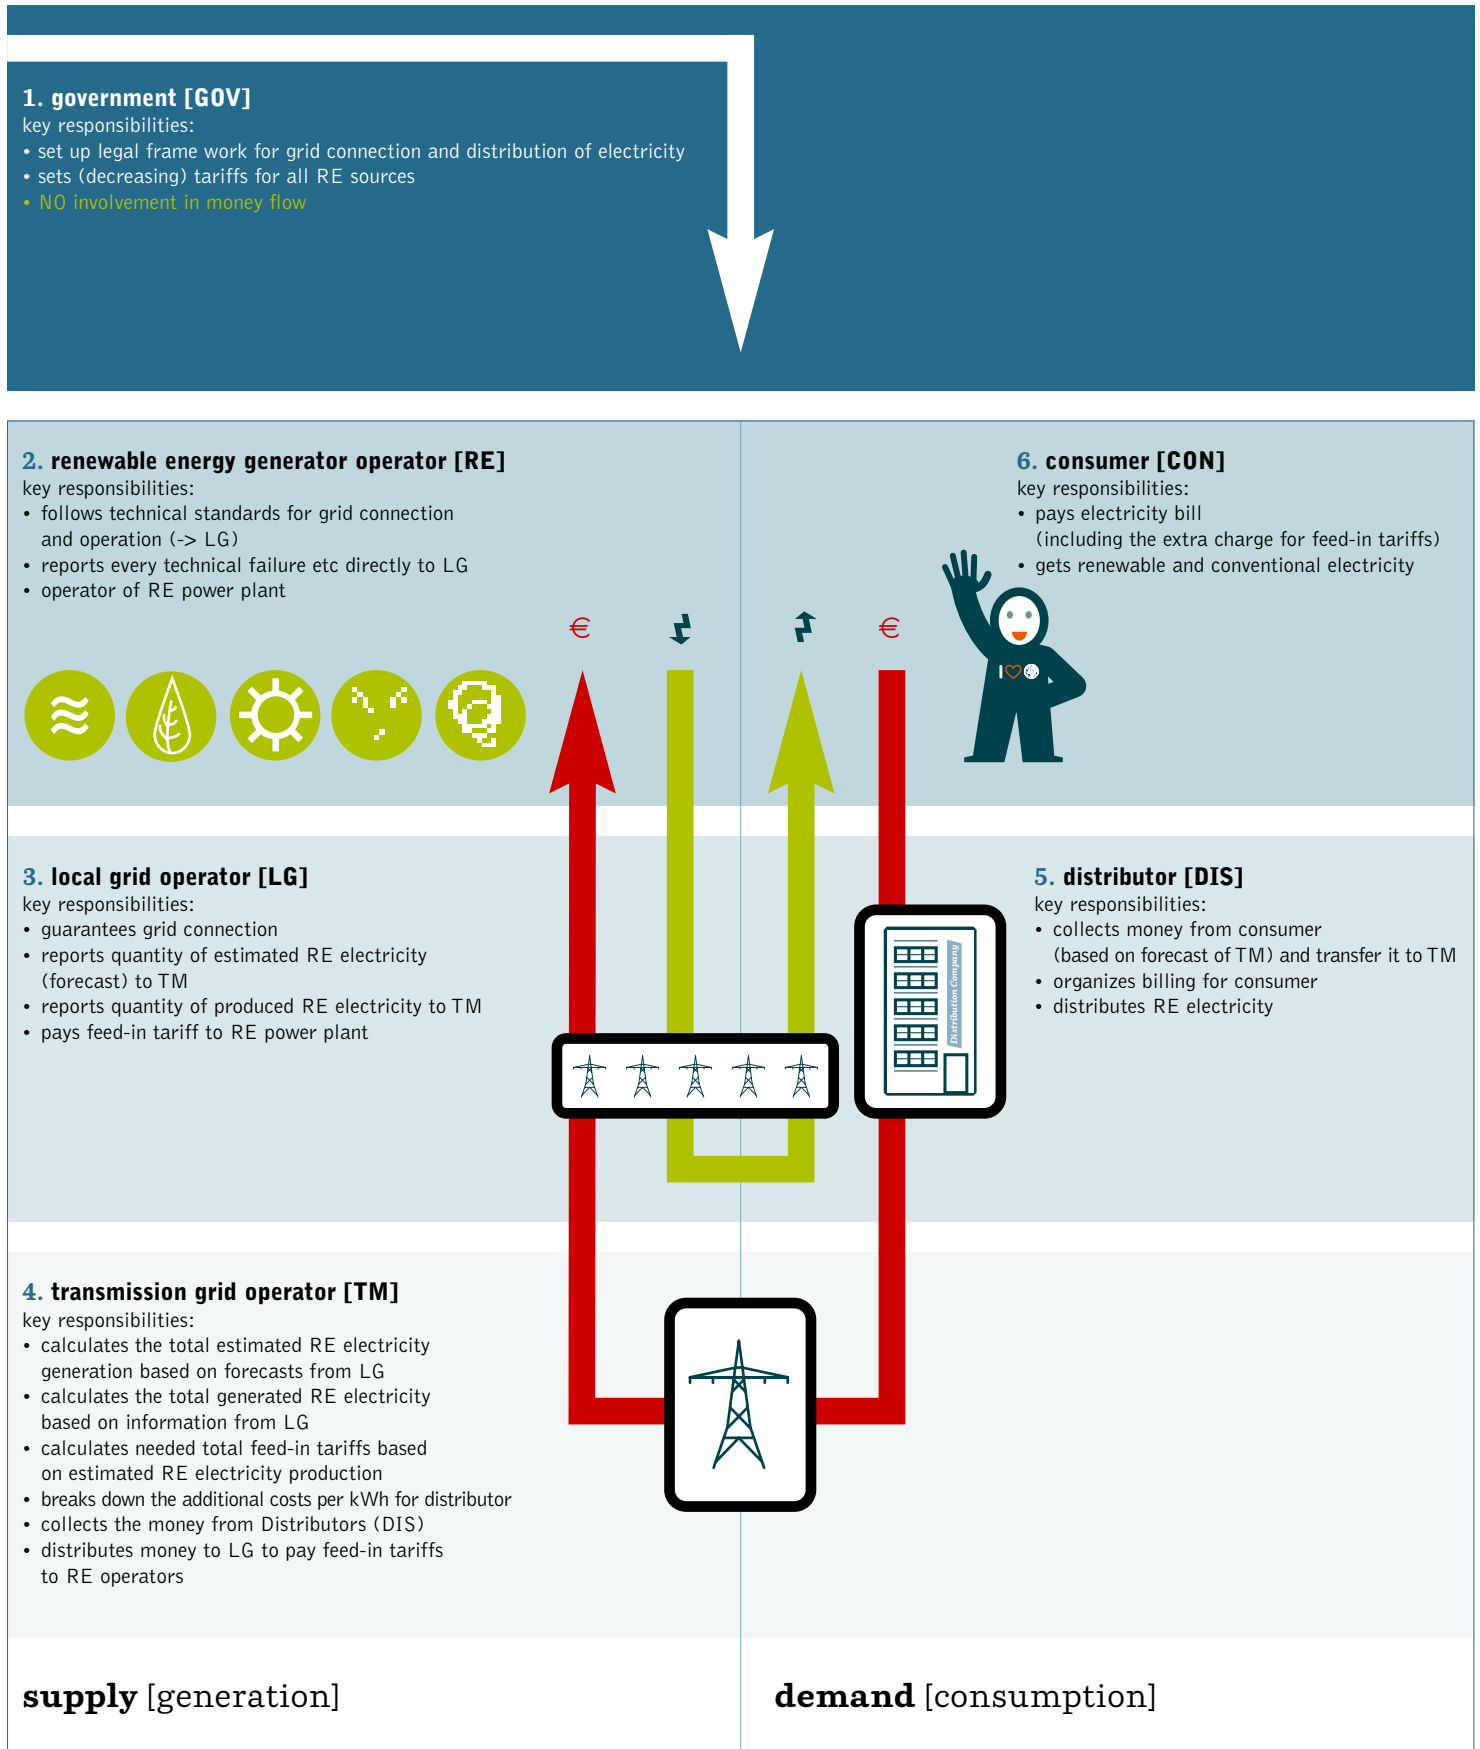 1. government [GOV]
key responsibilities:
• set up legal frame work for grid connection and distribution of electricity
• sets (decreasing) tariffs for all RE sources
• NO involvement in money flow
2. renewable energy generator operator [RE]
key responsibilities:
• follows technical standards for grid connection
and operation (-> LG)
• reports every technical failure etc directly to LG
• operator of RE power plant
6. consumer [CON]
key responsibilities:
• pays electricity bill
(including the extra charge for feed-in tariffs)
• gets renewable and conventional electricity
€
€
I
3. local grid operator [LG]
key responsibilities:
• guarantees grid connection
• reports quantity of estimated RE electricity
(forecast) to TM
• reports quantity of produced RE electricity to TM
• pays feed-in tariff to RE power plant
5. distributor [DIS]
key responsibilities:
• collects money from consumer
(based on forecast of TM) and transfer it to TM
• organizes billing for consumer
• distributes RE electricity
Distribution Company
4. transmission grid operator [TM]
key responsibilities:
• calculates the total estimated RE electricity
generation based on forecasts from LG
• calculates the total generated RE electricity
based on information from LG
• calculates needed total feed-in tariffs based
on estimated RE electricity production
• breaks down the additional costs per kWh for distributor
• collects the money from Distributors (DIS)
• distributes money to LG to pay feed-in tariffs
to RE operators
supply [generation]
demand [consumption]